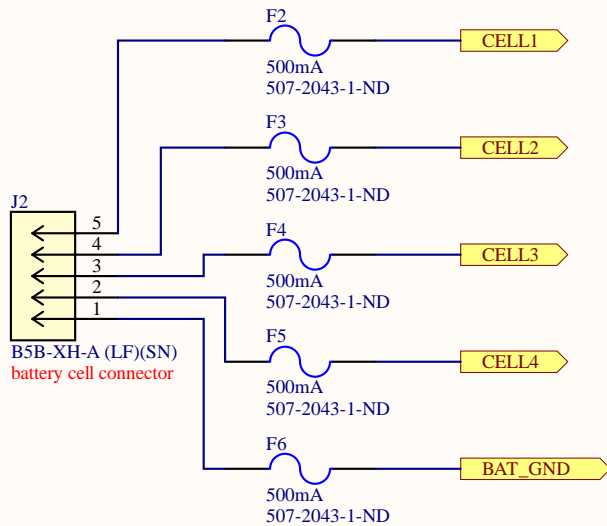 F2
CELL1
500mA
507-2043-1-ND
F3
CELL2
500mA
507-2043-1-ND
J2
5
4
3
2
1
F4
CELL3
500mA
507-2043-1-ND
B5B-XH-A (LF)(SN)
battery cell connector
F5
CELL4
500mA
507-2043-1-ND
F6
BAT_GND
500mA
507-2043-1-ND